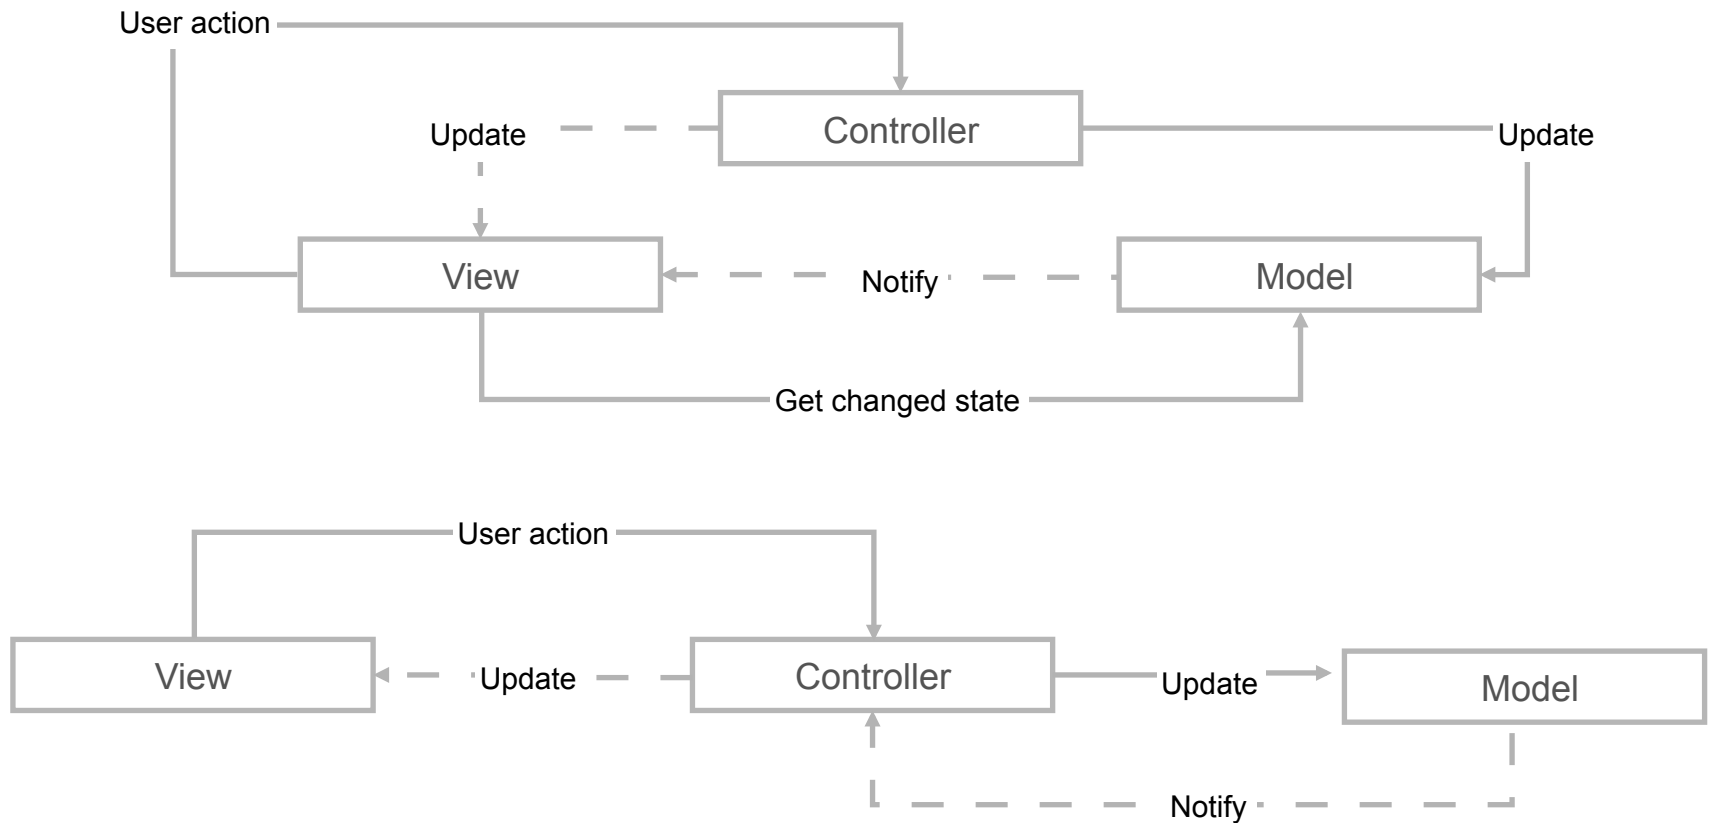 User action
Controller
Update
Update
View
Notify
Model
Get changed state
User action
View
Update
Controller
Update
Model
Notify